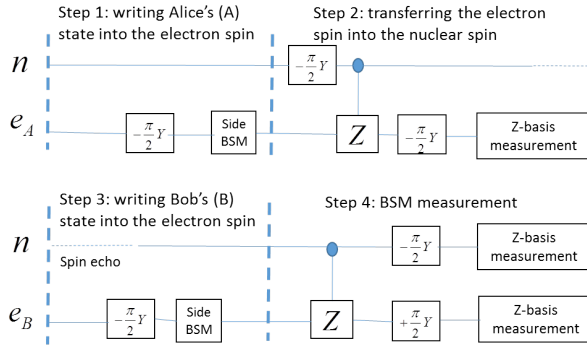 Step 1: writing Alice's (A)
state into the electron spin
Step 2: transferring the electron
spin into the nuclear spin
n
−π/2 Y
e_A
−π/2 Y
Side
BSM
Z
−π/2 Y
Z-basis
measurement
Step 3: writing Bob's (B)
state into the electron spin
Step 4: BSM measurement
n
Spin echo
−π/2 Y
Z-basis
measurement
e_B
−π/2 Y
Side
BSM
Z
+π/2 Y
Z-basis
measurement